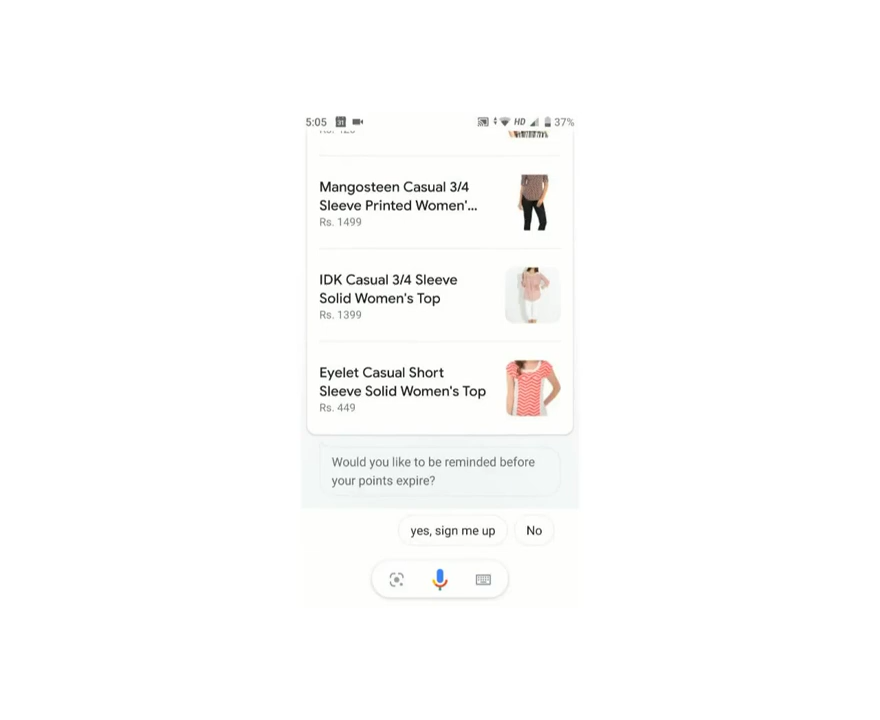 5:05 31 HD 37%
Mangosteen Casual 3/4
Sleeve Printed Women'...
Rs. 1499
IDK Casual 3/4 Sleeve
Solid Women's Top
Rs. 1399
Eyelet Casual Short
Sleeve Solid Women's Top
Rs. 449
Would you like to be reminded before
your points expire?
yes, sign me up No